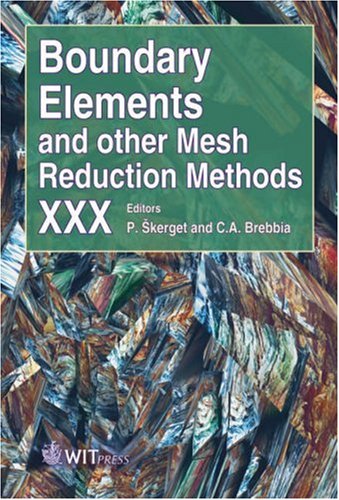 Boundary
Elements
and other Mesh
Reduction Methods
XXX
Editors
P. Škerget and C.A. Brebbia
WITPRESS